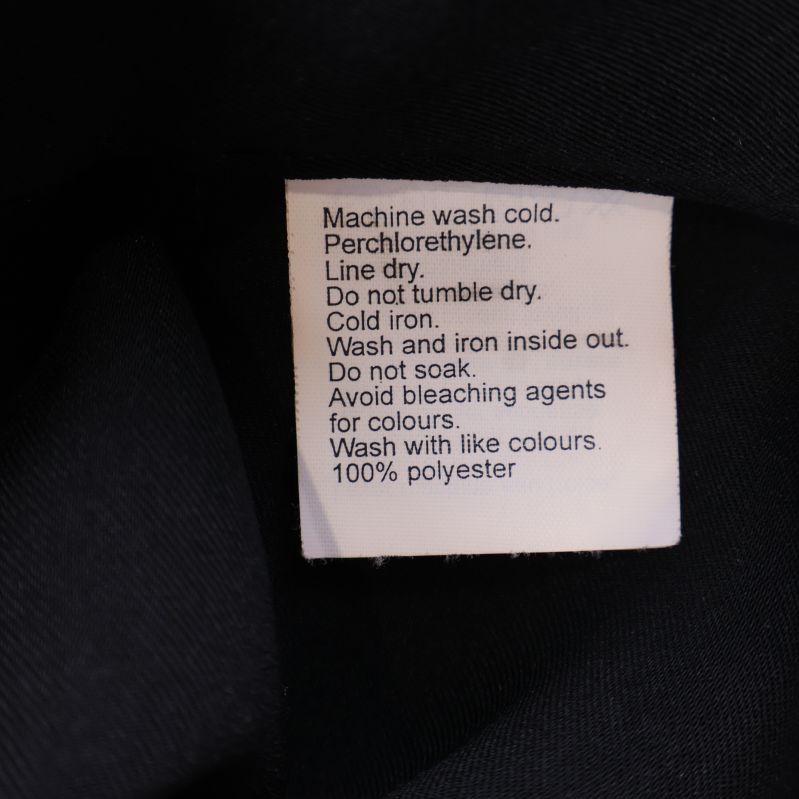 Machine wash cold.
Perchlorethylene.
Line dry.
Do not tumble dry.
Cold iron.
Wash and iron inside out.
Do not soak.
Avoid bleaching agents
for colours.
Wash with like colours.
100% polyester